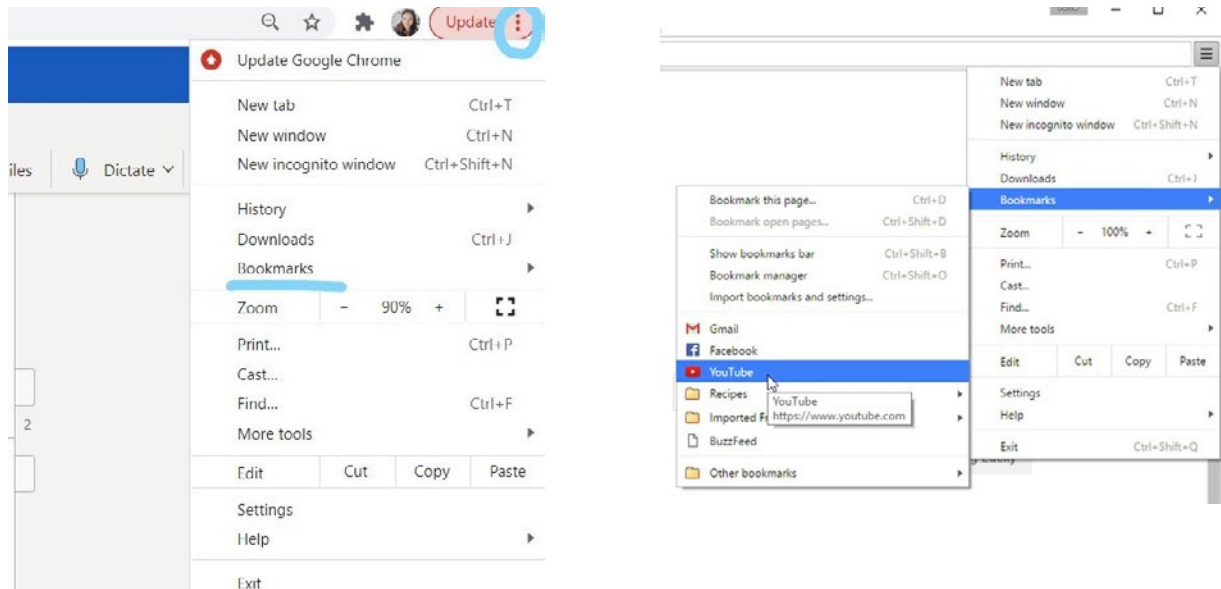 Update
Update Google Chrome
New tab Ctrl+T
New window Ctrl+N
New incognito window Ctrl+Shift+N
iles Dictate
History
Downloads Ctrl+J
Bookmarks
Zoom - 90% +
Print... Ctrl+P
Cast...
Find... Ctrl+F
2
More tools
Edit Cut Copy Paste
Settings
Help
Exit
New tab Ctrl+T
New window Ctrl+N
New incognito window Ctrl+Shift+N
History
Downloads Ctrl+J
Bookmarks
Zoom - 100% +
Print... Ctrl+P
Cast...
Find... Ctrl+F
More tools
Edit Cut Copy Paste
Settings
Help
Exit Ctrl+Shift+Q
Bookmark this page... Ctrl+D
Bookmark open pages... Ctrl+Shift+D
Show bookmarks bar Ctrl+Shift+B
Bookmark manager Ctrl+Shift+O
Import bookmarks and settings...
Gmail
Facebook
YouTube
Recipes
YouTube
Imported F
https://www.youtube.com
BuzzFeed
Other bookmarks